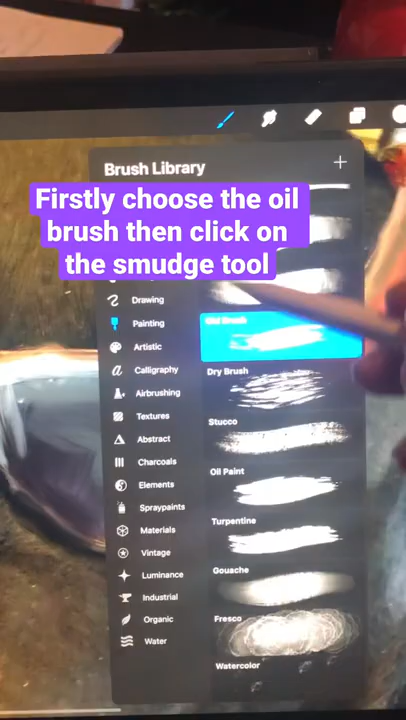 Brush Library
Firstly choose the oil
brush then click on
the smudge tool
Drawing
Painting
Artistic
Calligraphy
Airbrushing
Textures
Abstract
Charcoals
Elements
Spraypaints
Materials
Vintage
Luminance
Industrial
Organic
Water
Dry Brush
Stucco
Oil Paint
Turpentine
Gouache
Fresco
Watercolor